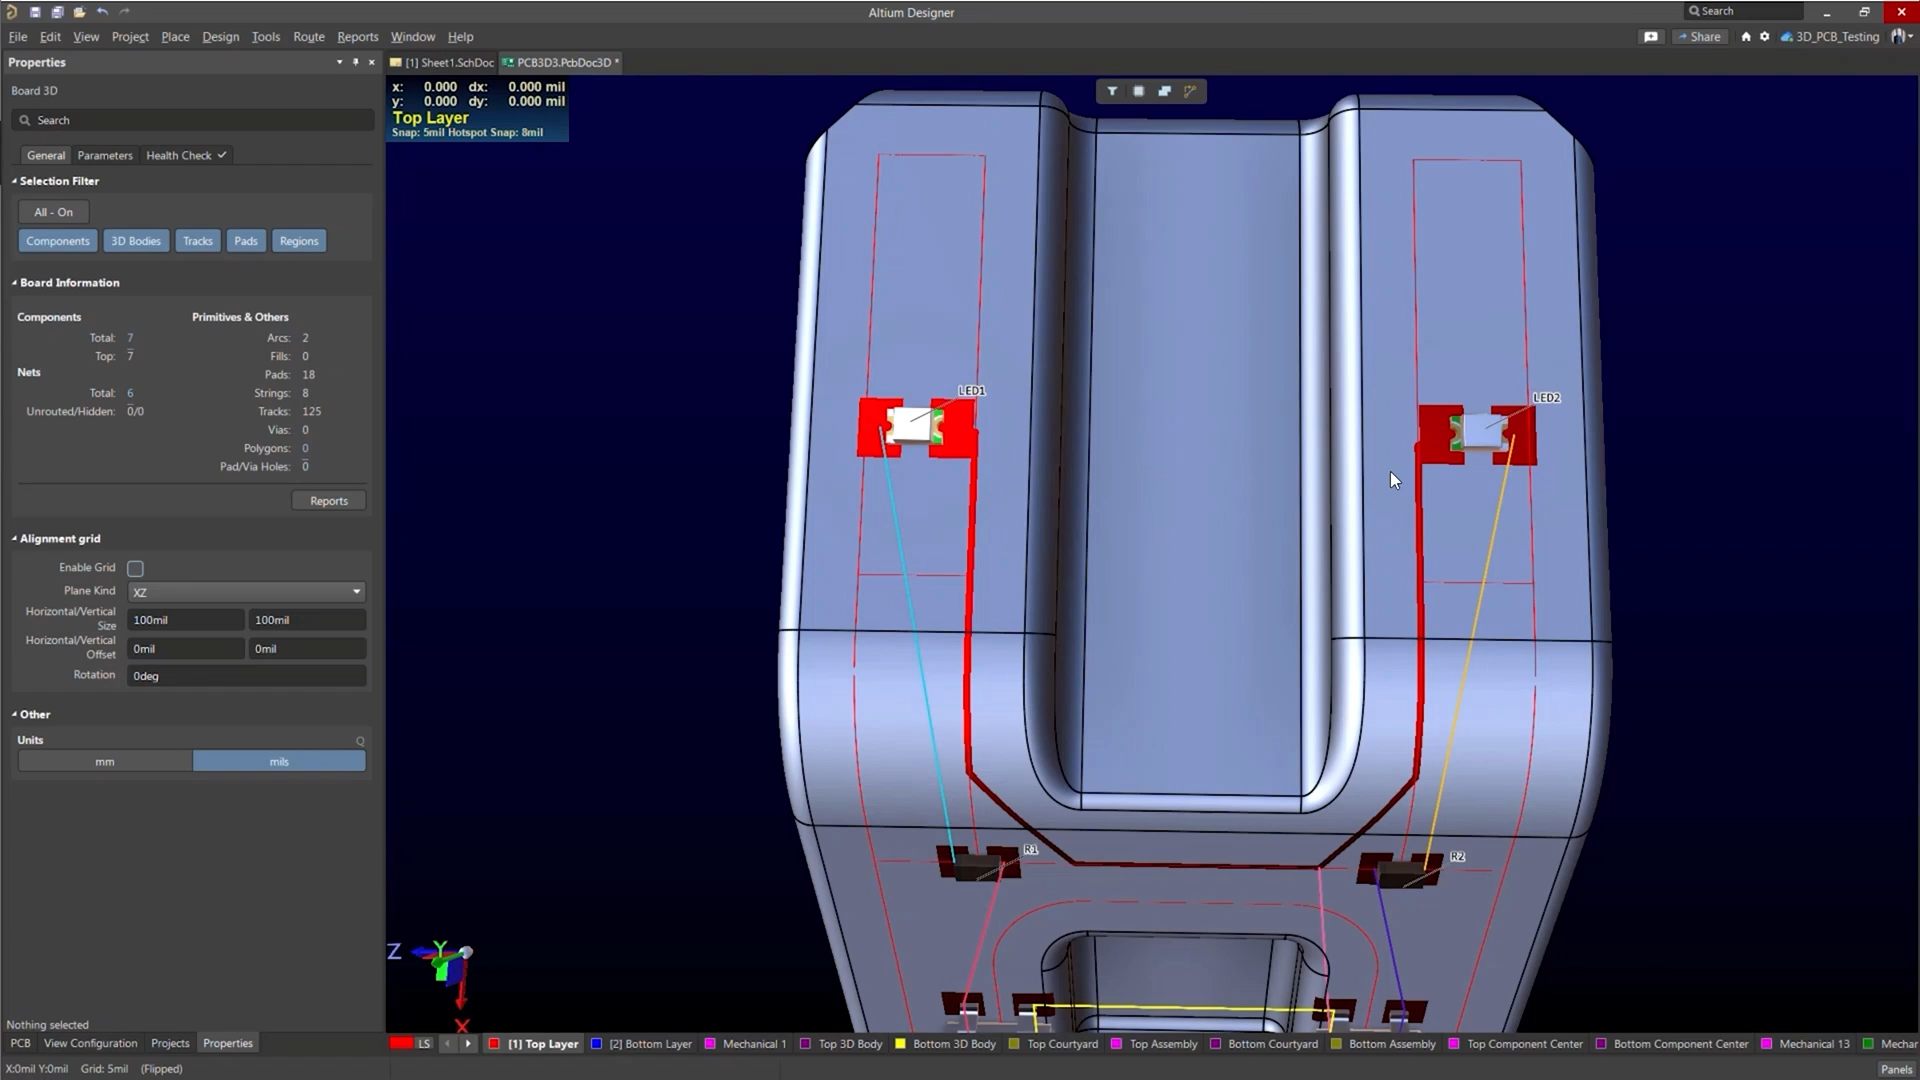 Altium Designer
Search
File Edit View Project Place Design Tools Route Reports Window Help
Share
3D_PCB_Testing
Properties
[1] Sheet1.SchDoc
PCB3D3.PcbDoc3D *
Board 3D
Search
General
Parameters
Health Check
Selection Filter
All - On
Components
3D Bodies
Tracks
Pads
Regions
Board Information
Components
Primitives & Others
Total: 7
Arcs: 2
Top: 7
Fills: 0
Nets
Pads: 18
Total: 6
Strings: 8
Unrouted/Hidden: 0/0
Tracks: 125
Vias: 0
Polygons: 0
Pad/Via Holes: 0
Reports
Alignment grid
Enable Grid
Plane Kind
XZ
Horizontal/Vertical
Size
100mil
100mil
Horizontal/Vertical
Offset
0mil
0mil
Rotation
0deg
Other
Units
mm
mils
Nothing selected
PCB
View Configuration
Projects
Properties
X:0mil Y:0mil Grid: 5mil (Flipped)
x: 0.000 dx: 0.000 mil
y: 0.000 dy: 0.000 mil
Top Layer
Snap: 5mil Hotspot Snap: 8mil
LED1
LED2
R1
R2
Z
Y
X
LS
[1] Top Layer
[2] Bottom Layer
Mechanical 1
Top 3D Body
Bottom 3D Body
Top Courtyard
Top Assembly
Bottom Courtyard
Bottom Assembly
Top Component Center
Bottom Component Center
Mechanical 13
Mechar
Panels